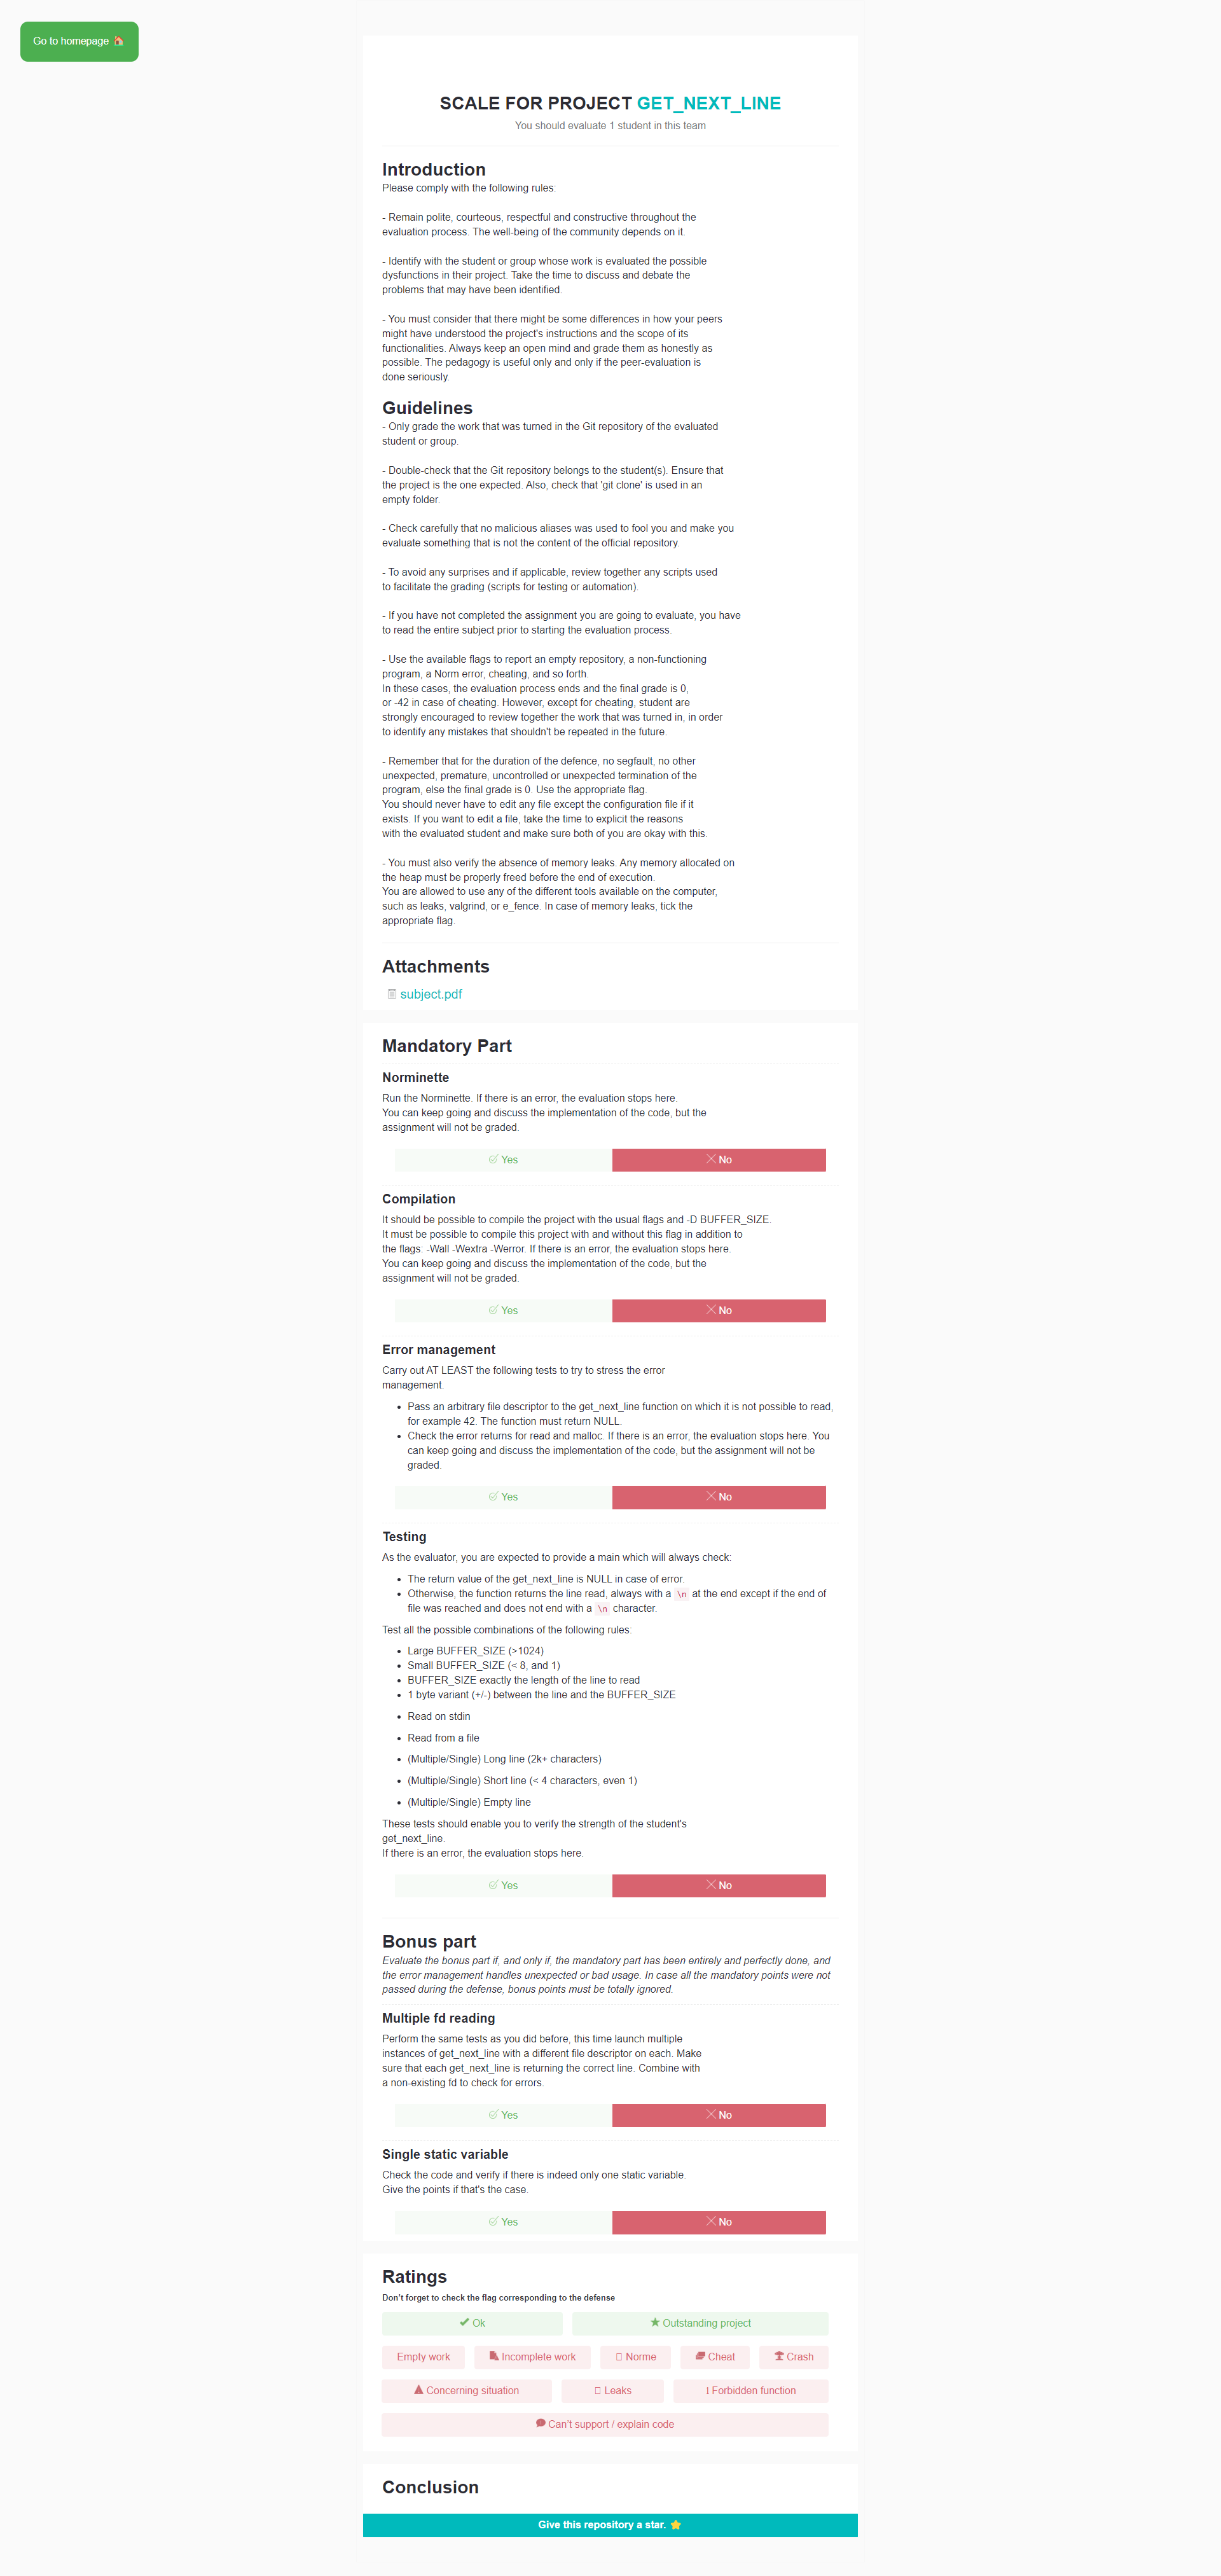 Go to homepage 🏠
SCALE FOR PROJECT GET_NEXT_LINE
You should evaluate 1 student in this team
Introduction
Please comply with the following rules:
- Remain polite, courteous, respectful and constructive throughout the
evaluation process. The well-being of the community depends on it.
- Identify with the student or group whose work is evaluated the possible
dysfunctions in their project. Take the time to discuss and debate the
problems that may have been identified.
- You must consider that there might be some differences in how your peers
might have understood the project's instructions and the scope of its
functionalities. Always keep an open mind and grade them as honestly as
possible. The pedagogy is useful only and only if the peer-evaluation is
done seriously.
Guidelines
- Only grade the work that was turned in the Git repository of the evaluated
student or group.
- Double-check that the Git repository belongs to the student(s). Ensure that
the project is the one expected. Also, check that 'git clone' is used in an
empty folder.
- Check carefully that no malicious aliases was used to fool you and make you
evaluate something that is not the content of the official repository.
- To avoid any surprises and if applicable, review together any scripts used
to facilitate the grading (scripts for testing or automation).
- If you have not completed the assignment you are going to evaluate, you have
to read the entire subject prior to starting the evaluation process.
- Use the available flags to report an empty repository, a non-functioning
program, a Norm error, cheating, and so forth.
In these cases, the evaluation process ends and the final grade is 0,
or -42 in case of cheating. However, except for cheating, student are
strongly encouraged to review together the work that was turned in, in order
to identify any mistakes that shouldn't be repeated in the future.
- Remember that for the duration of the defence, no segfault, no other
unexpected, premature, uncontrolled or unexpected termination of the
program, else the final grade is 0. Use the appropriate flag.
You should never have to edit any file except the configuration file if it
exists. If you want to edit a file, take the time to explicit the reasons
with the evaluated student and make sure both of you are okay with this.
- You must also verify the absence of memory leaks. Any memory allocated on
the heap must be properly freed before the end of execution.
You are allowed to use any of the different tools available on the computer,
such as leaks, valgrind, or e_fence. In case of memory leaks, tick the
appropriate flag.
Attachments
subject.pdf
Mandatory Part
Norminette
Run the Norminette. If there is an error, the evaluation stops here.
You can keep going and discuss the implementation of the code, but the
assignment will not be graded.
Yes
No
Compilation
It should be possible to compile the project with the usual flags and -D BUFFER_SIZE.
It must be possible to compile this project with and without this flag in addition to
the flags: -Wall -Wextra -Werror. If there is an error, the evaluation stops here.
You can keep going and discuss the implementation of the code, but the
assignment will not be graded.
Yes
No
Error management
Carry out AT LEAST the following tests to try to stress the error
management.
• Pass an arbitrary file descriptor to the get_next_line function on which it is not possible to read,
for example 42. The function must return NULL.
• Check the error returns for read and malloc. If there is an error, the evaluation stops here. You
can keep going and discuss the implementation of the code, but the assignment will not be
graded.
Yes
No
Testing
As the evaluator, you are expected to provide a main which will always check:
• The return value of the get_next_line is NULL in case of error.
• Otherwise, the function returns the line read, always with a \n at the end except if the end of
file was reached and does not end with a \n character.
Test all the possible combinations of the following rules:
• Large BUFFER_SIZE (>1024)
• Small BUFFER_SIZE (< 8, and 1)
• BUFFER_SIZE exactly the length of the line to read
• 1 byte variant (+/-) between the line and the BUFFER_SIZE
• Read on stdin
• Read from a file
• (Multiple/Single) Long line (2k+ characters)
• (Multiple/Single) Short line (< 4 characters, even 1)
• (Multiple/Single) Empty line
These tests should enable you to verify the strength of the student's
get_next_line.
If there is an error, the evaluation stops here.
Yes
No
Bonus part
Evaluate the bonus part if, and only if, the mandatory part has been entirely and perfectly done, and
the error management handles unexpected or bad usage. In case all the mandatory points were not
passed during the defense, bonus points must be totally ignored.
Multiple fd reading
Perform the same tests as you did before, this time launch multiple
instances of get_next_line with a different file descriptor on each. Make
sure that each get_next_line is returning the correct line. Combine with
a non-existing fd to check for errors.
Yes
No
Single static variable
Check the code and verify if there is indeed only one static variable.
Give the points if that's the case.
Yes
No
Ratings
Don't forget to check the flag corresponding to the defense
Ok
Outstanding project
Empty work
Incomplete work
Norme
Cheat
Crash
Concerning situation
Leaks
Forbidden function
Can't support / explain code
Conclusion
Give this repository a star. ⭐